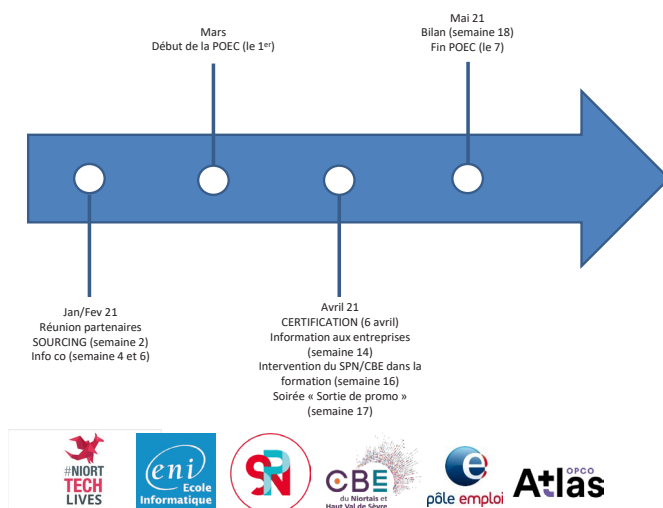 Mars
Début de la POEC (le 1er)
Mai 21
Bilan (semaine 18)
Fin POEC (le 7)
Jan/Fev 21
Réunion partenaires
SOURCING (semaine 2)
Info co (semaine 4 et 6)
Avril 21
CERTIFICATION (6 avril)
Information aux entreprises
(semaine 14)
Intervention du SPN/CBE dans la
formation (semaine 16)
Soirée « Sortie de promo »
(semaine 17)
#NIORT
TECH
LIVES
eni
Ecole
Informatique
SPN
CBE
du Niortais et
Haut Val de Sèvre
pôle emploi
OPCO
Atlas